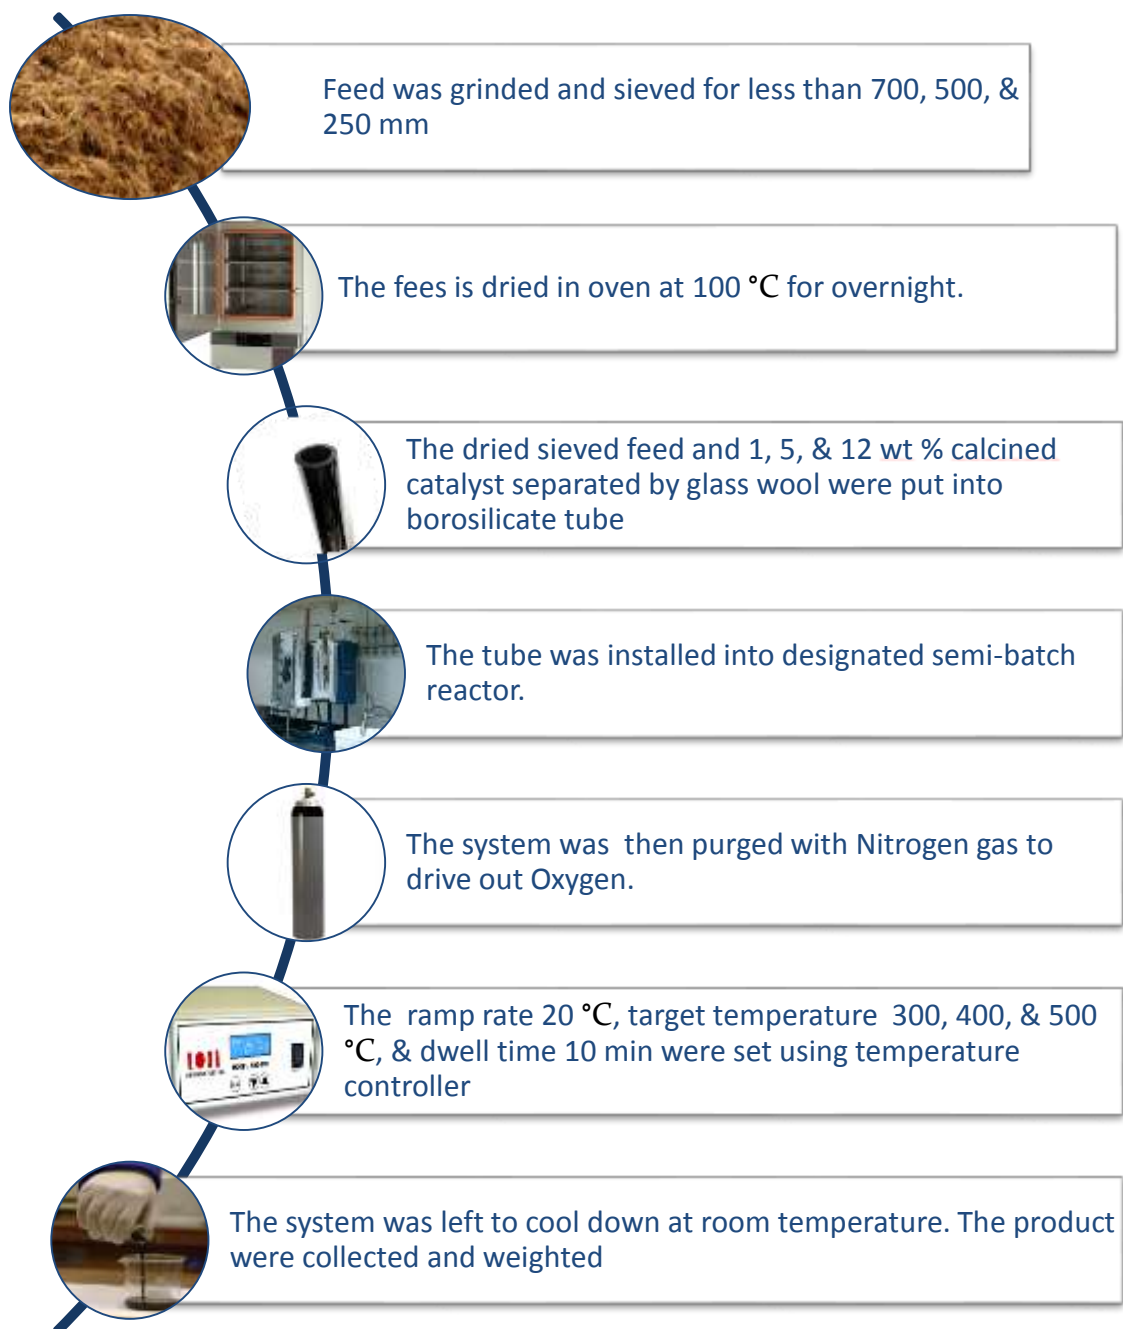 Feed was grinded and sieved for less than 700, 500, &
250 mm
The fees is dried in oven at 100 °C for overnight.
The dried sieved feed and 1, 5, & 12 wt % calcined
catalyst separated by glass wool were put into
borosilicate tube
The tube was installed into designated semi-batch
reactor.
The system was then purged with Nitrogen gas to
drive out Oxygen.
The ramp rate 20 °C, target temperature 300, 400, & 500
°C, & dwell time 10 min were set using temperature
controller
The system was left to cool down at room temperature. The product
were collected and weighted